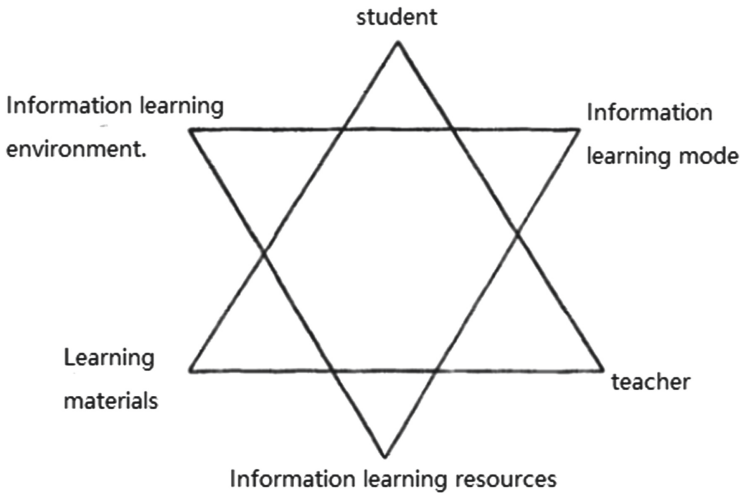 student
Information learning
environment.
Information
learning mode
Learning
materials
teacher
Information learning resources